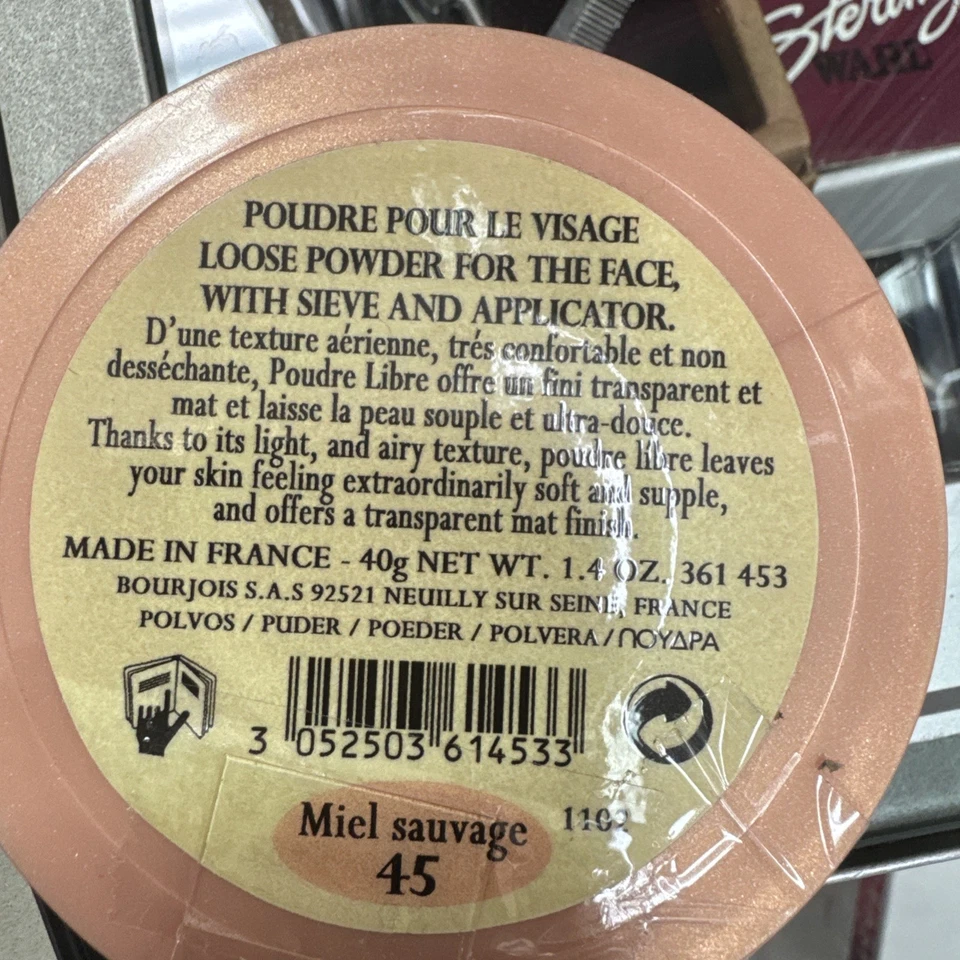 Sterling
WARE
POUDRE POUR LE VISAGE
LOOSE POWDER FOR THE FACE,
WITH SIEVE AND APPLICATOR.
D'une texture aérienne, trés confortable et non
desséchante, Poudre Libre offre un fini transparent et
mat et laisse la peau souple et ultra-douce.
Thanks to its light, and airy texture, poudre libre leaves
your skin feeling extraordinarily soft and supple,
and offers a transparent mat finish.
MADE IN FRANCE - 40g NET WT. 1.4 OZ. 361 453
BOURJOIS S.A.S 92521 NEUILLY SUR SEINE, FRANCE
POLVOS / PUDER / POEDER / POLVERA / ΠΟΥΔΡΑ
3 052503 614533
Miel sauvage
45